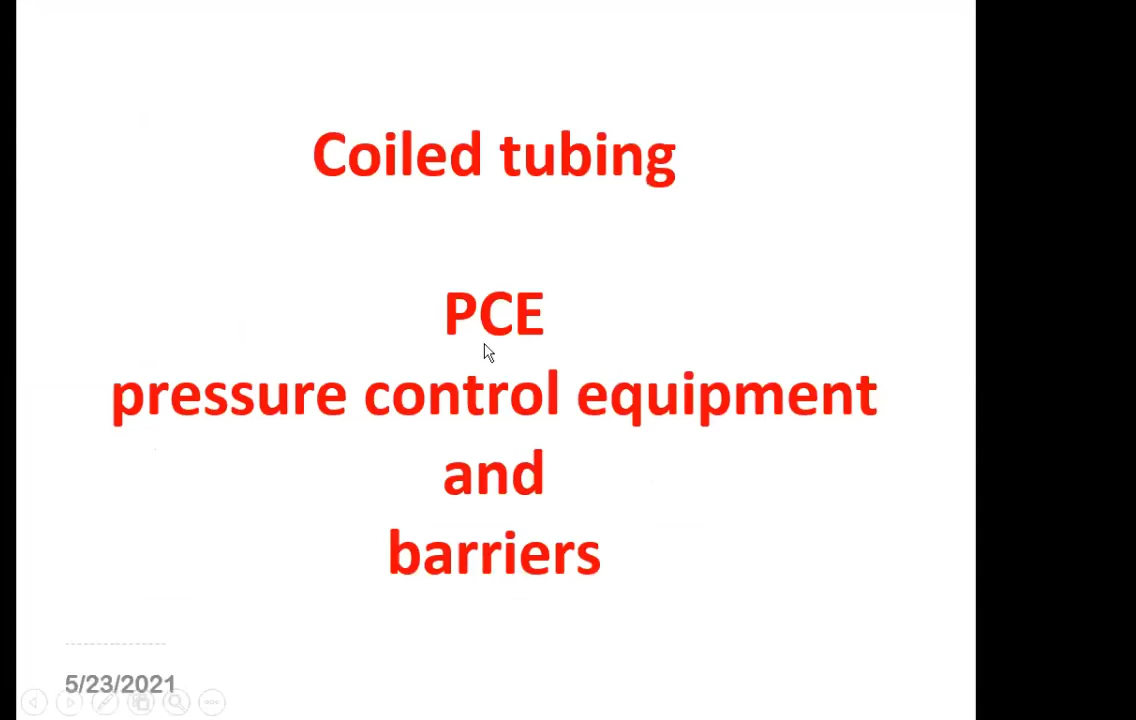 Coiled tubing
PCE
pressure control equipment
and
barriers
5/23/2021